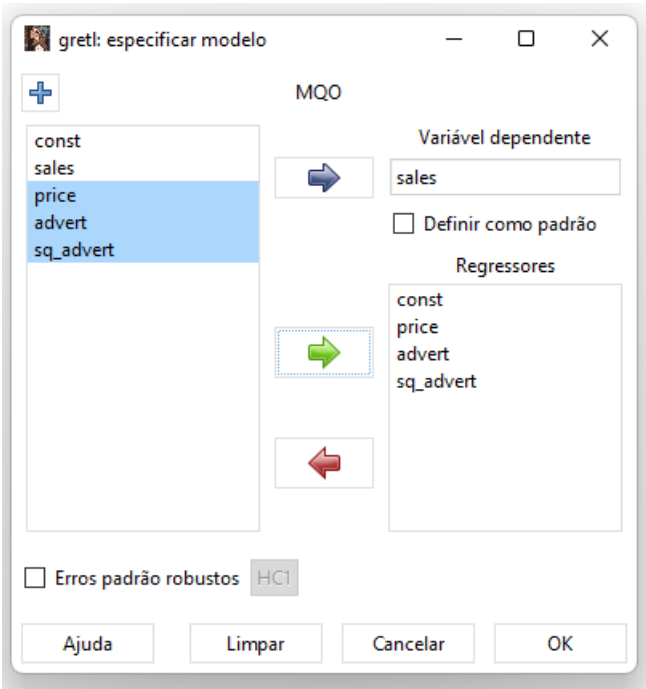 gretl: especificar modelo
MQO
const
sales
price
advert
sq_advert
Variável dependente
sales
Definir como padrão
Regressores
const
price
advert
sq_advert
Erros padrão robustos HC1
Ajuda Limpar Cancelar OK